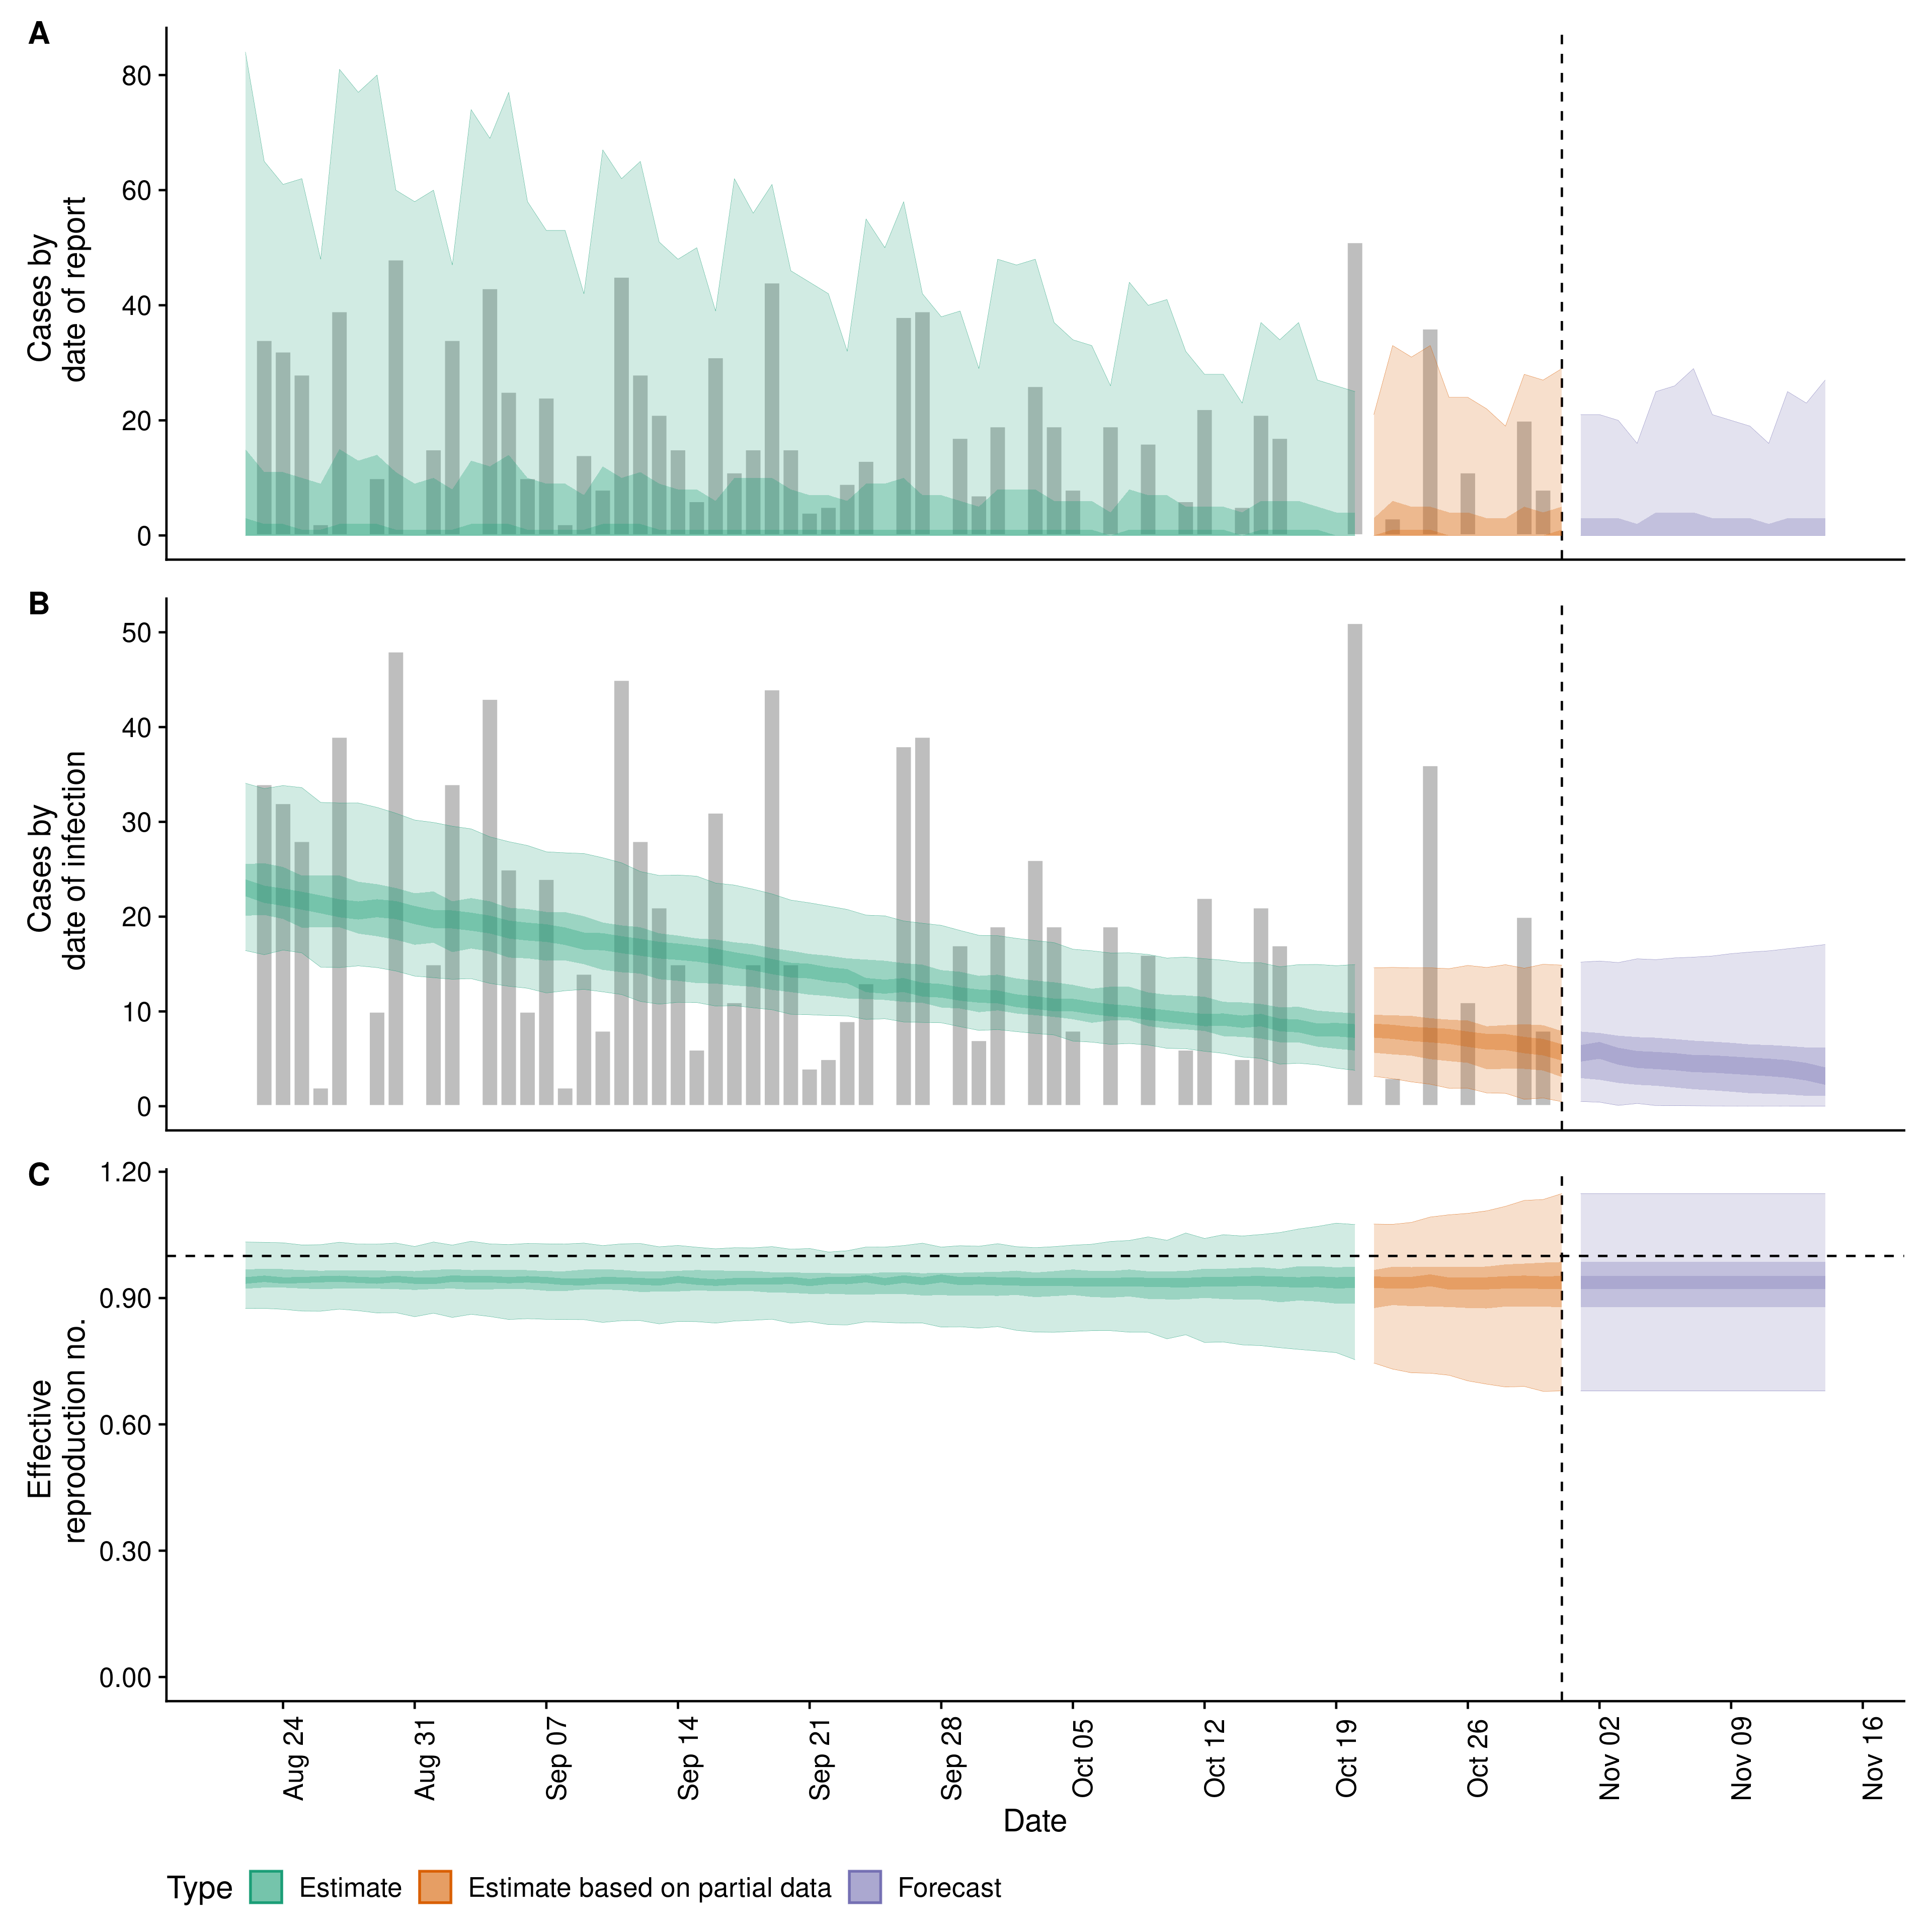 A
80
60
40
20
0
Cases by
date of report
B
50
40
30
20
10
0
Cases by
date of infection
C
1.20
0.90
0.60
0.30
0.00
Effective
reproduction no.
Aug 24
Aug 31
Sep 07
Sep 14
Sep 21
Sep 28
Oct 05
Oct 12
Oct 19
Oct 26
Nov 02
Nov 09
Nov 16
Date
Type Estimate Estimate based on partial data Forecast